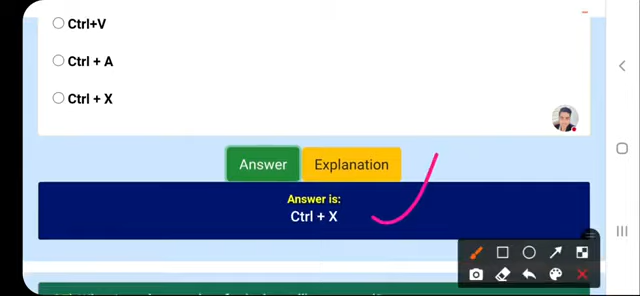 Ctrl+V
Ctrl + A
Ctrl + X
Answer
Explanation
Answer is:
Ctrl + X